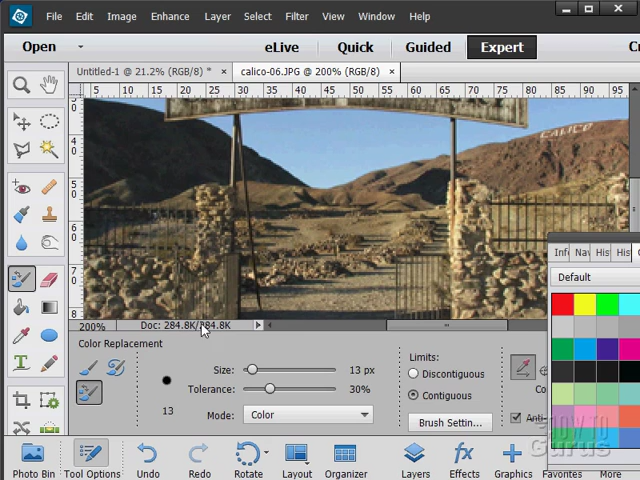 File Edit Image Enhance Layer Select Filter View Window Help
Open eLive Quick Guided Expert
Untitled-1 @ 21.2% (RGB/8) * × calico-06.JPG @ 200% (RGB/8) ×
5 10 15 20 25 30 35 40 45 50 55 60 65 70 75 80 85 90 95
CALICO
200% Doc: 284.8K/284.8K
Default
Color Replacement
Size: 13 px
Tolerance: 30%
13 Mode: Color
Limits:
Discontiguous
Contiguous
Brush Settin...
Anti-
HOW TO
Gurus
Photo Bin Tool Options Undo Redo Rotate Layout Organizer Layers Effects Graphics Favorites More